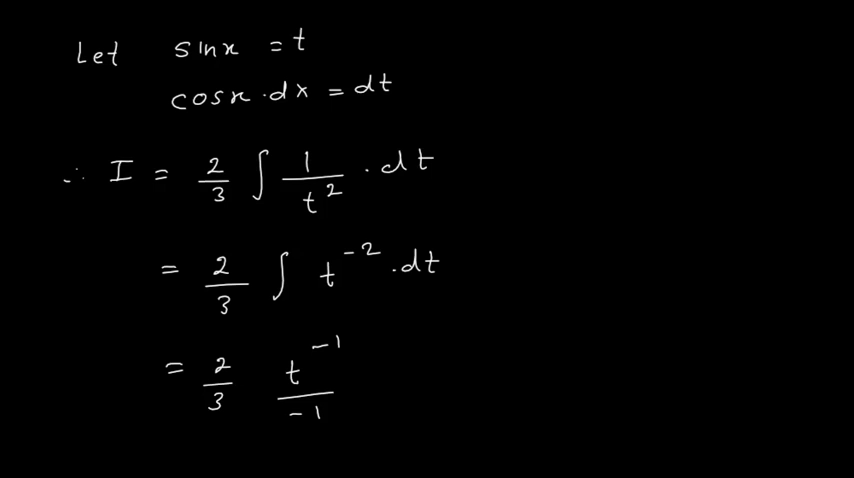 Let sinx = t
cosx . dx = dt
∴ I = 2/3 ∫ 1/t² . dt
= 2/3 ∫ t⁻² . dt
= 2/3 t⁻¹/-1